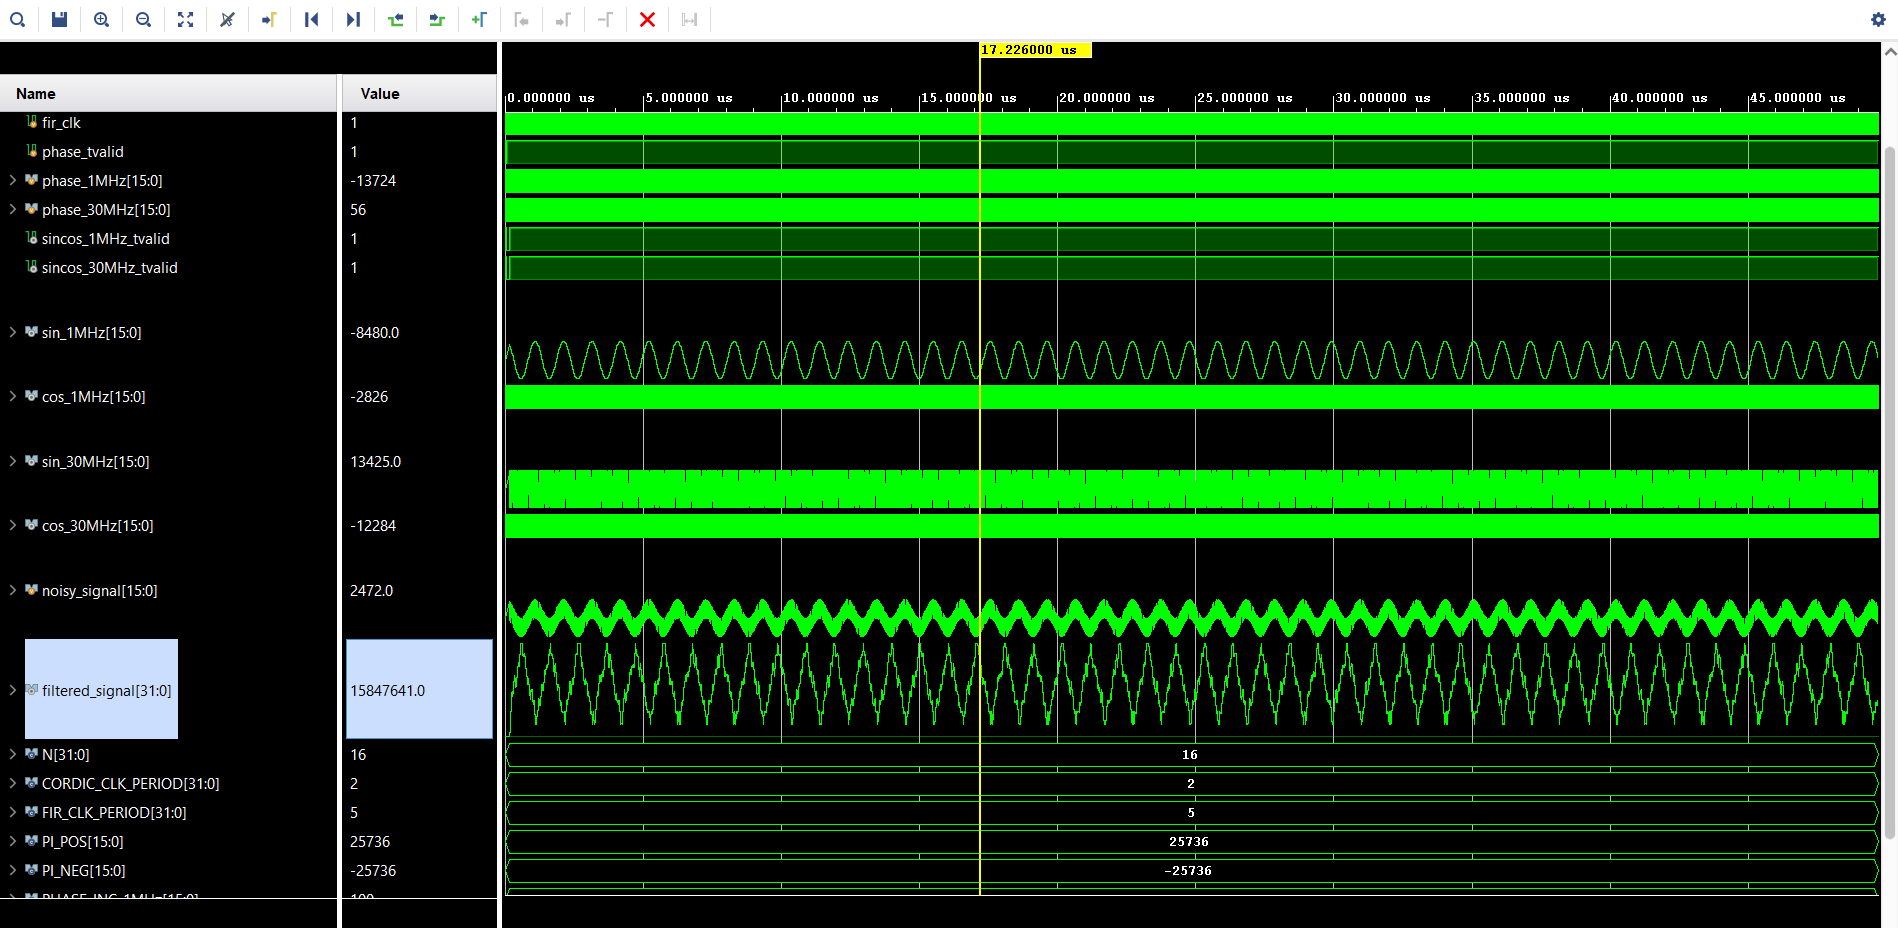 17.226000 us
Name Value
0.000000 us 5.000000 us 10.000000 us 15.000000 us 20.000000 us 25.000000 us 30.000000 us 35.000000 us 40.000000 us 45.000000 us
fir_clk 1
phase_tvalid 1
phase_1MHz[15:0] -13724
phase_30MHz[15:0] 56
sincos_1MHz_tvalid 1
sincos_30MHz_tvalid 1
sin_1MHz[15:0] -8480.0
cos_1MHz[15:0] -2826
sin_30MHz[15:0] 13425.0
cos_30MHz[15:0] -12284
noisy_signal[15:0] 2472.0
filtered_signal[31:0] 15847641.0
N[31:0] 16 16
CORDIC_CLK_PERIOD[31:0] 2 2
FIR_CLK_PERIOD[31:0] 5 5
PI_POS[15:0] 25736 25736
PI_NEG[15:0] -25736 -25736
PHASE_INC_1MHz[15:0] 100